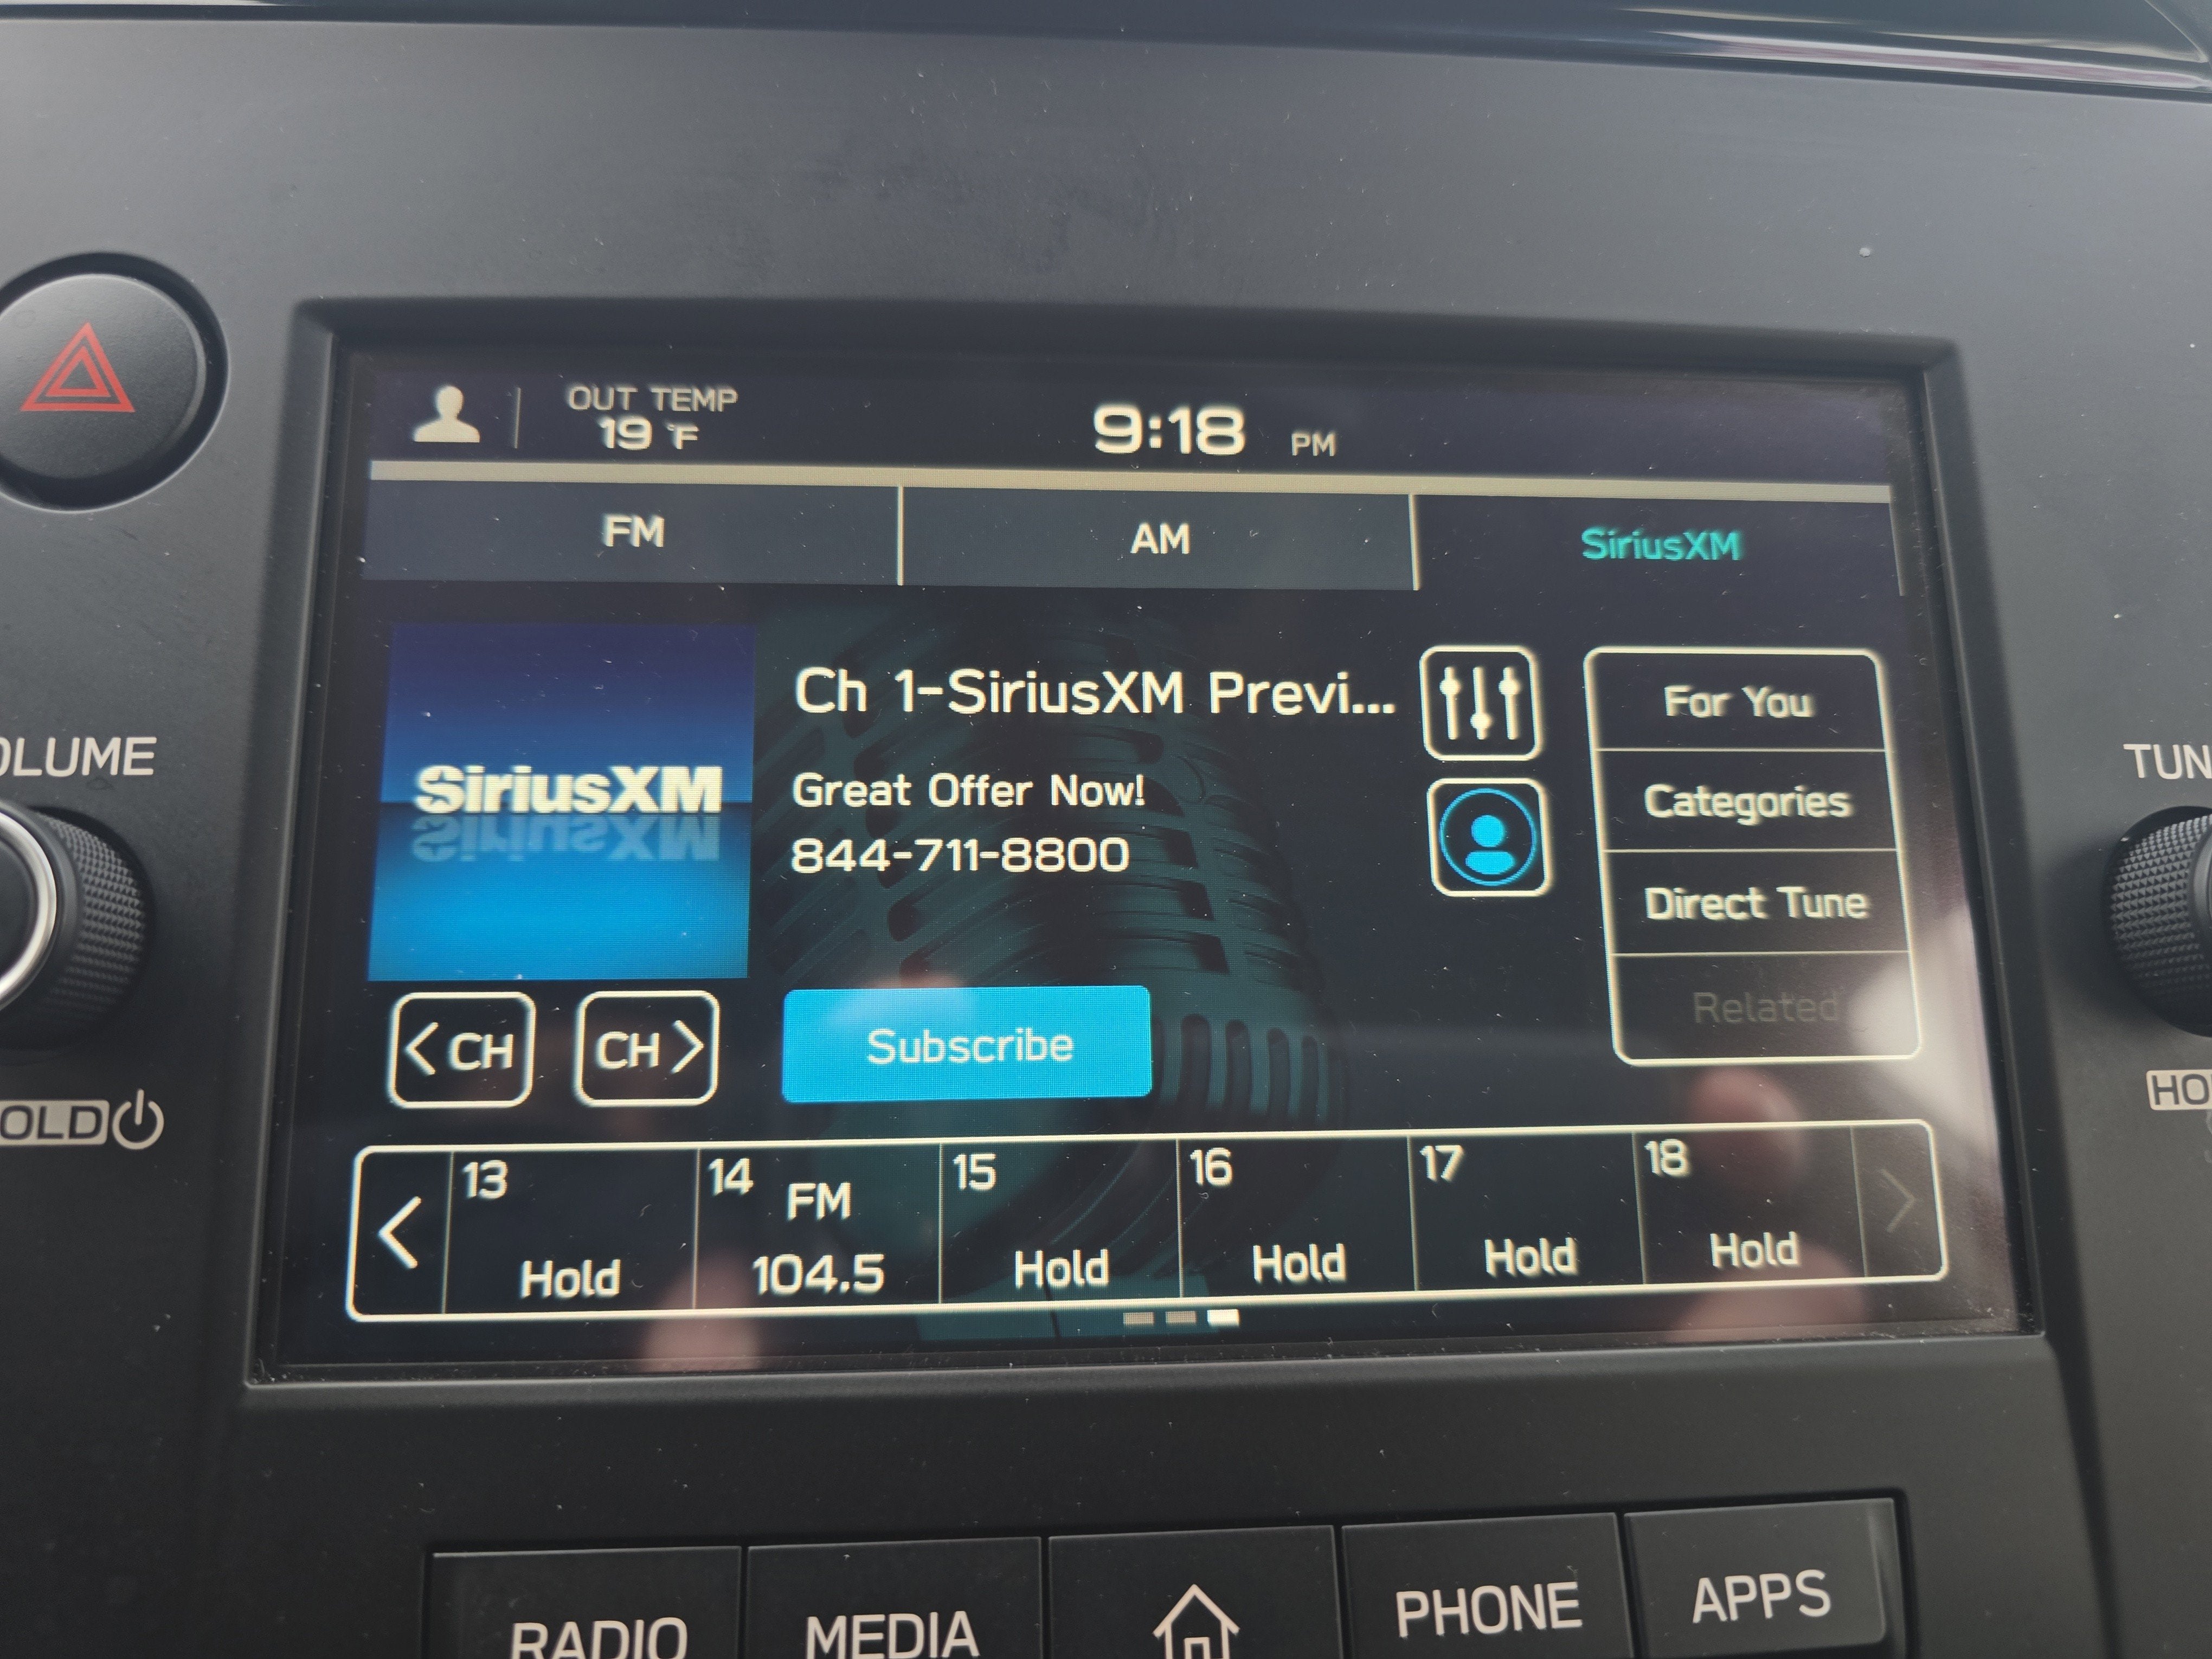 OUT TEMP
19 °F
9:18 PM
FM
AM
SiriusXM
SiriusXM
Ch 1-SiriusXM Previ...
Great Offer Now!
844-711-8800
Subscribe
For You
Categories
Direct Tune
Related
CH
CH
13
Hold
14
FM
104.5
15
Hold
16
Hold
17
Hold
18
Hold
OLUME
OLD
TUN
HO
RADIO
MEDIA
PHONE
APPS